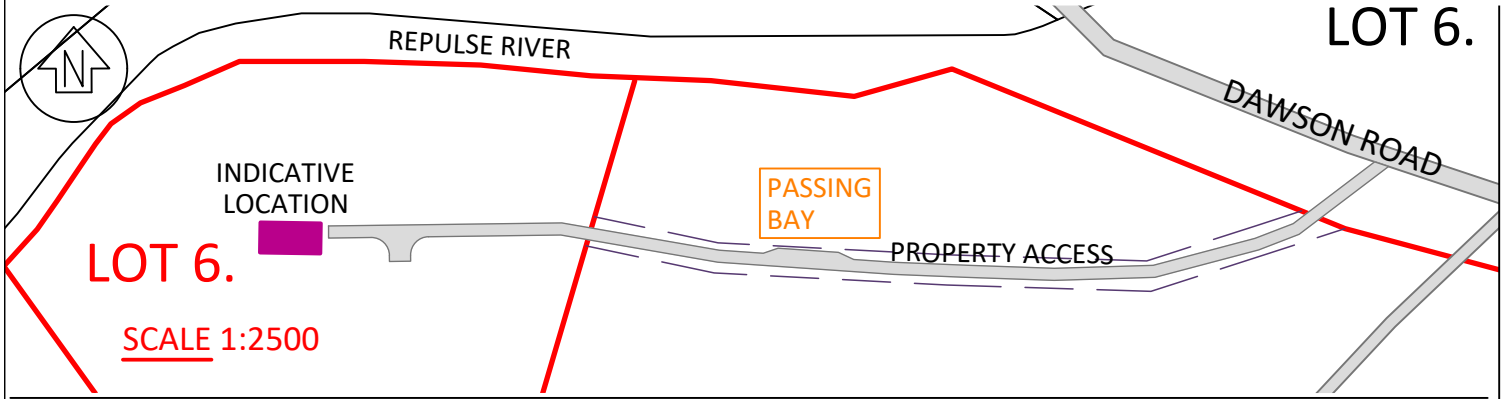 LOT 6.
REPULSE RIVER
N
DAWSON ROAD
INDICATIVE
LOCATION
PASSING
BAY
PROPERTY ACCESS
LOT 6.
SCALE 1:2500